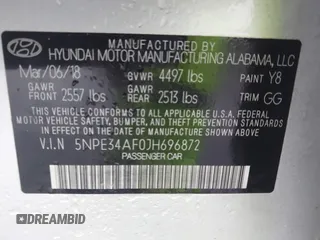 MANUFACTURED BY
HYUNDAI MOTOR MANUFACTURING ALABAMA, LLC
Mar/06/18 GVWR 4497 lbs PAINT Y8
GAWR FRONT 2557 lbs GAWR REAR 2513 lbs TRIM GG
THIS VEHICLE CONFORMS TO ALL APPLICABLE FEDERAL
MOTOR VEHICLE SAFETY, BUMPER, AND THEFT PREVENTION
STANDARDS IN EFFECT ON THE DATE OF MANUFACTURE SHOWN ABOVE.
V.I.N 5NPE34AF0JH696872
PASSENGER CAR
DREAMBID